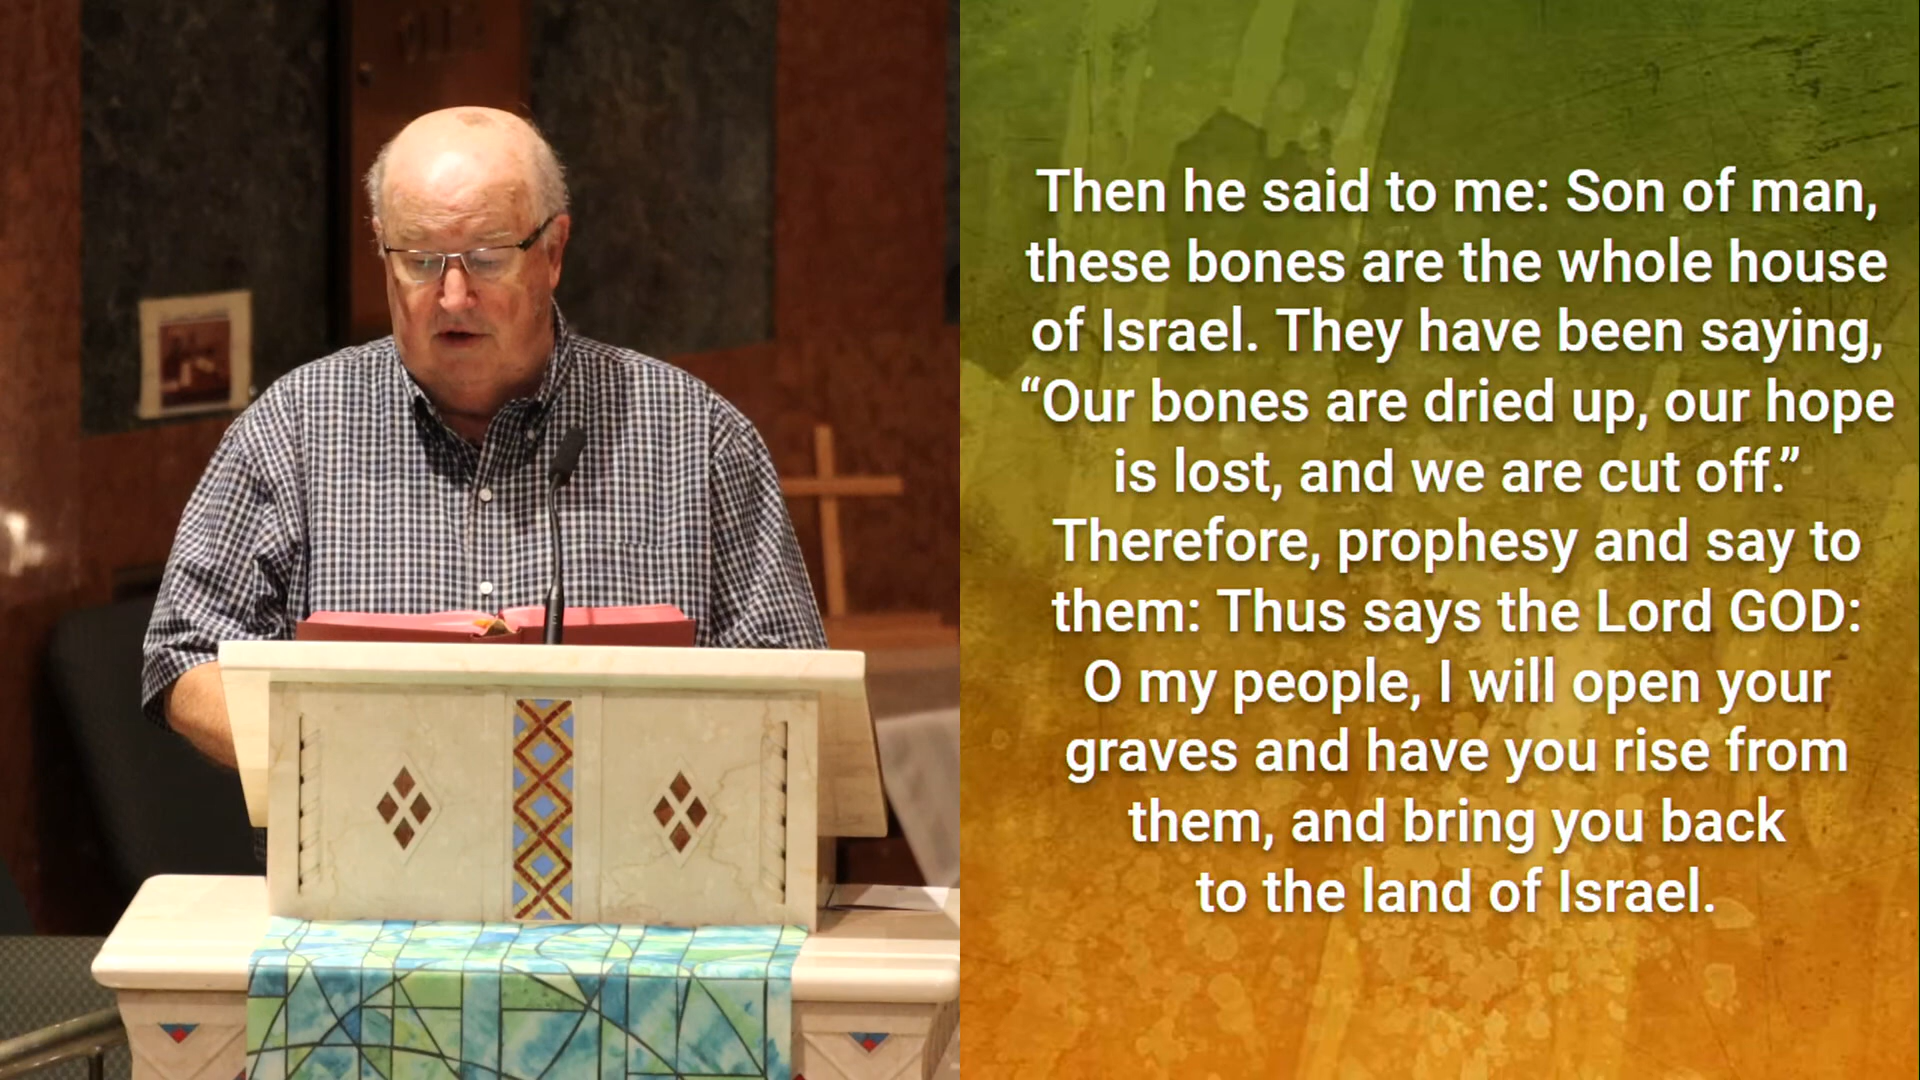 Then he said to me: Son of man,
these bones are the whole house
of Israel. They have been saying,
“Our bones are dried up, our hope
is lost, and we are cut off.”
Therefore, prophesy and say to
them: Thus says the Lord GOD:
O my people, I will open your
graves and have you rise from
them, and bring you back
to the land of Israel.